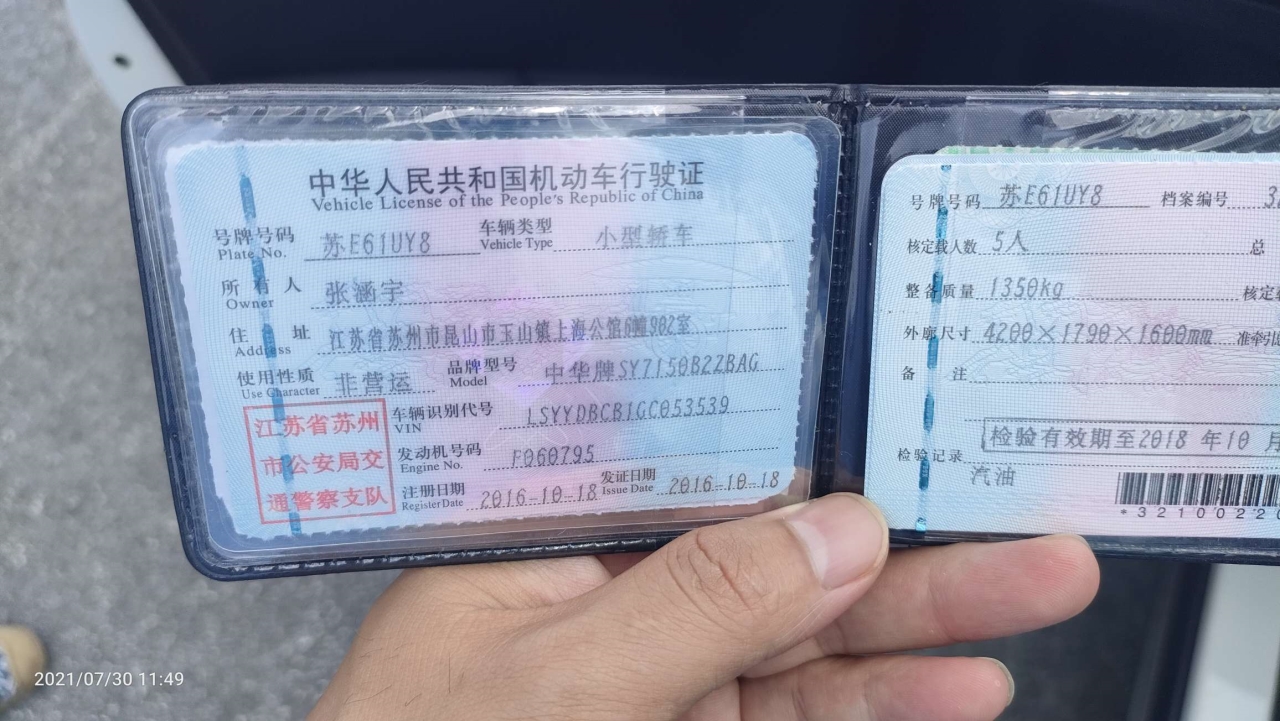 中华人民共和国机动车行驶证
Vehicle License of the People's Republic of China
号牌号码 苏E61UY8 车辆类型 小型轿车
Plate No. Vehicle Type
所有人 张涵宇
Owner
住址 江苏省苏州市昆山市玉山镇上海公馆6幢902室
Address
使用性质 非营运 品牌型号 中华牌SY7150B2ZBAG
Use Character Model
江苏省苏州
市公安局交
通警察支队
车辆识别代号 LSYYDBCB1GC053539
VIN
发动机号码 F060795
Engine No.
注册日期 2016-10-18 发证日期 2016-10-18
Register Date Issue Date
号牌号码 苏E61UY8 档案编号 3
核定载人数 5人 总
整备质量 1350kg 核定
外廓尺寸 4200×1790×1600mm 准牵引
备注
检验有效期至2018年10月
检验记录
汽油
*32100220
2021/07/30 11:49